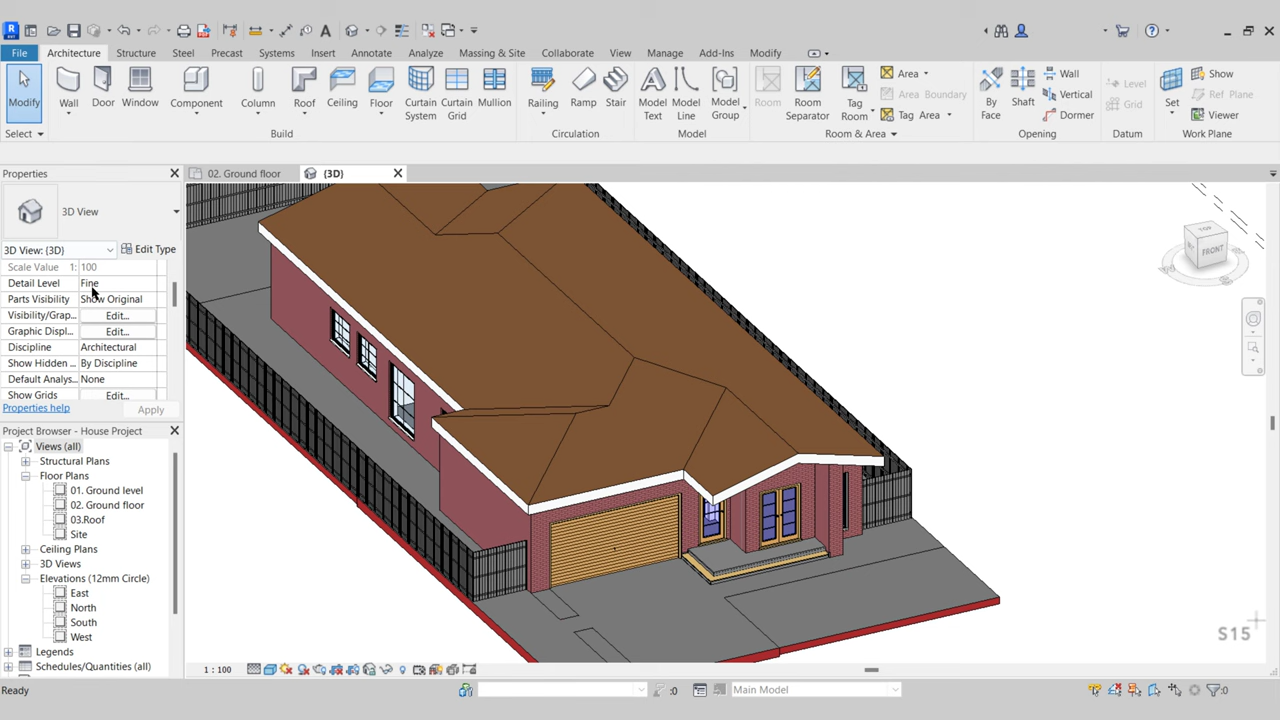 File Architecture Structure Steel Precast Systems Insert Annotate Analyze Massing & Site Collaborate View Manage Add-Ins Modify
Modify Wall Door Window Component Column Roof Ceiling Floor Curtain System Curtain Grid Mullion Railing Ramp Stair Model Text Model Line Model Group Room Room Separator Tag Room
Area
Area Boundary
Tag Area
By Face Shaft
Wall
Vertical
Dormer
Level
Grid
Set
Show
Ref Plane
Viewer
Select Build Circulation Model Room & Area Opening Datum Work Plane
Properties
02. Ground floor {3D}
3D View
3D View: {3D} Edit Type
Scale Value 1: 100
Detail Level Fine
Parts Visibility Show Original
Visibility/Grap... Edit...
Graphic Displ... Edit...
Discipline Architectural
Show Hidden ... By Discipline
Default Analys... None
Show Grids Edit...
Properties help Apply
Project Browser - House Project
Views (all)
Structural Plans
Floor Plans
01. Ground level
02. Ground floor
03.Roof
Site
Ceiling Plans
3D Views
Elevations (12mm Circle)
East
North
South
West
Legends
Schedules/Quantities (all)
TOP
FRONT
S15
1 : 100
Ready
:0
Main Model
:0